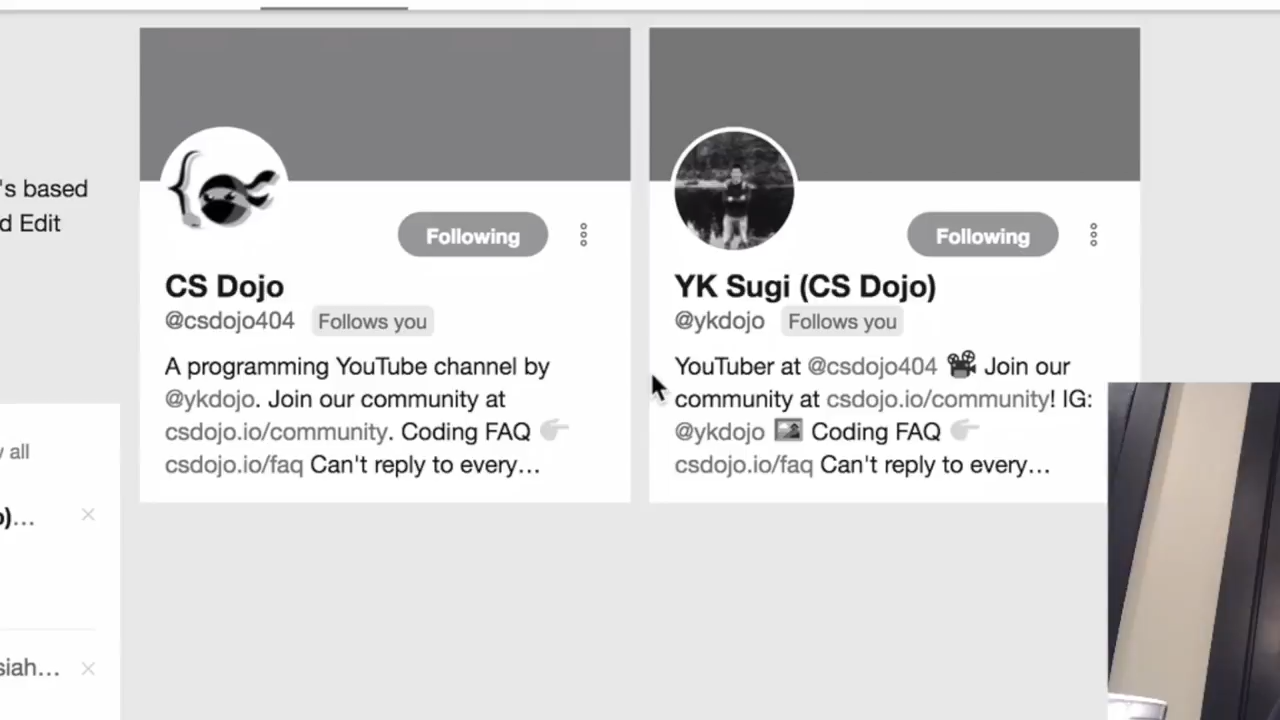 's based
d Edit
all
)...
siah...
Following
CS Dojo
@csdojo404 Follows you
A programming YouTube channel by
@ykdojo. Join our community at
csdojo.io/community. Coding FAQ
csdojo.io/faq Can't reply to every...
Following
YK Sugi (CS Dojo)
@ykdojo Follows you
YouTuber at @csdojo404 🎥 Join our
community at csdojo.io/community! IG:
@ykdojo 🖼 Coding FAQ 👉
csdojo.io/faq Can't reply to every...